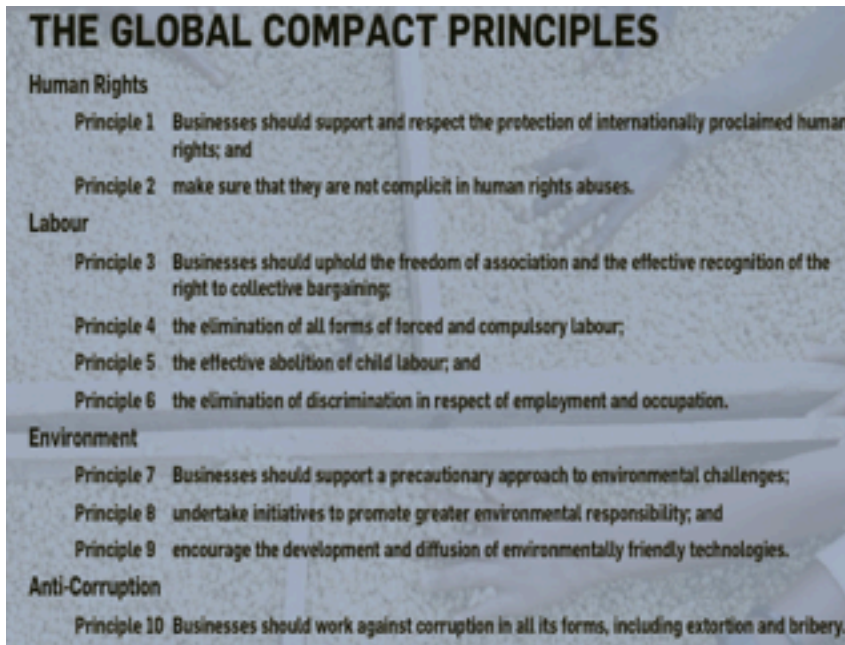 THE GLOBAL COMPACT PRINCIPLES
Human Rights
Principle 1 Businesses should support and respect the protection of internationally proclaimed human
rights; and
Principle 2 make sure that they are not complicit in human rights abuses.
Labour
Principle 3 Businesses should uphold the freedom of association and the effective recognition of the
right to collective bargaining;
Principle 4 the elimination of all forms of forced and compulsory labour;
Principle 5 the effective abolition of child labour; and
Principle 6 the elimination of discrimination in respect of employment and occupation.
Environment
Principle 7 Businesses should support a precautionary approach to environmental challenges;
Principle 8 undertake initiatives to promote greater environmental responsibility; and
Principle 9 encourage the development and diffusion of environmentally friendly technologies.
Anti-Corruption
Principle 10 Businesses should work against corruption in all its forms, including extortion and bribery.